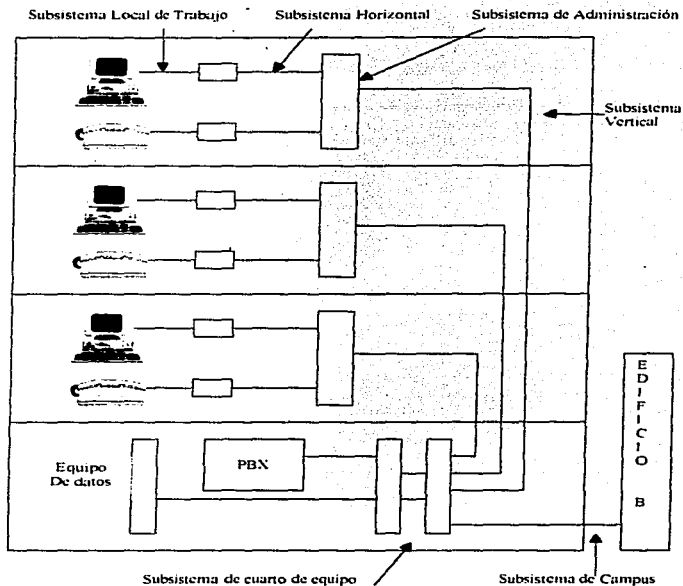 Subsistema Local de Trabajo
Subsistema Horizontal
Subsistema de Administración
Subsistema
Vertical
Equipo
De datos
PBX
EDIFICIO B
Subsistema de cuarto de equipo
Subsistema de Campus